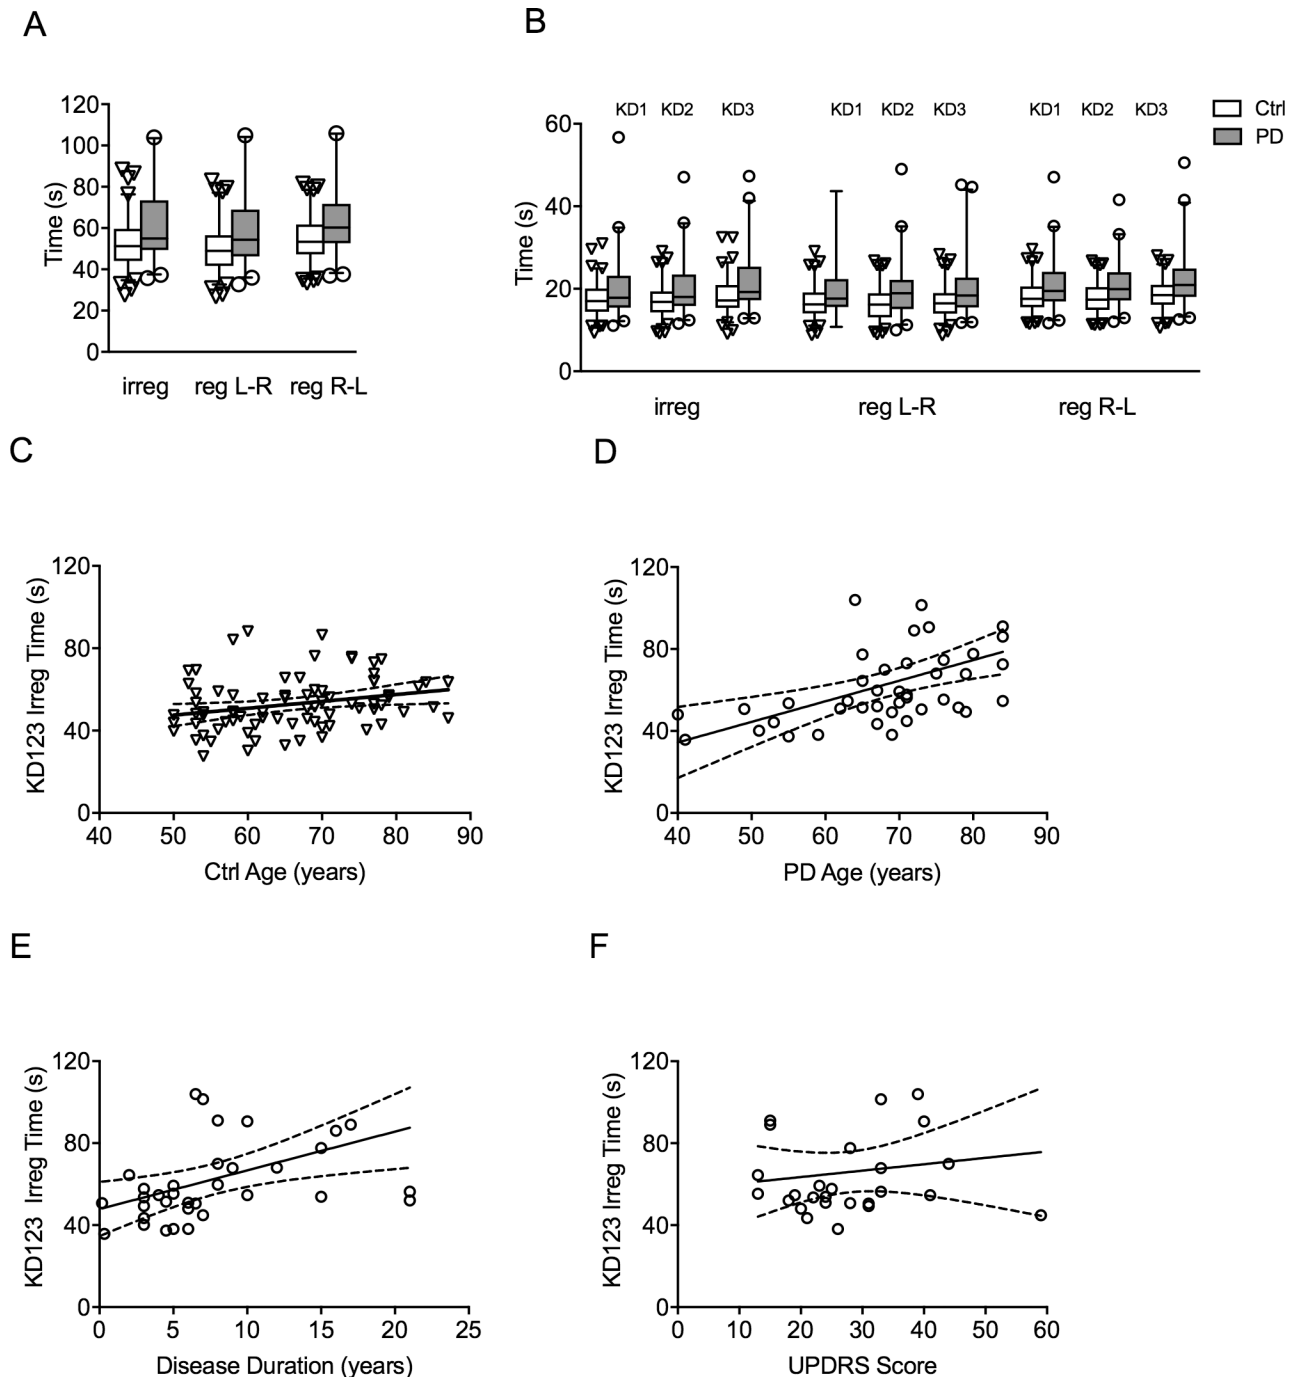 A
Time (s)
120
100
80
60
40
20
0
irreg reg L-R reg R-L
B
KD1 KD2 KD3 KD1 KD2 KD3 KD1 KD2 KD3
Ctrl
PD
Time (s)
60
40
20
0
irreg reg L-R reg R-L
C
KD123 Irreg Time (s)
120
80
40
0
40 50 60 70 80 90
Ctrl Age (years)
D
KD123 Irreg Time (s)
120
80
40
0
40 50 60 70 80 90
PD Age (years)
E
KD123 Irreg Time (s)
120
80
40
0
0 5 10 15 20 25
Disease Duration (years)
F
KD123 Irreg Time (s)
120
80
40
0
0 10 20 30 40 50 60
UPDRS Score